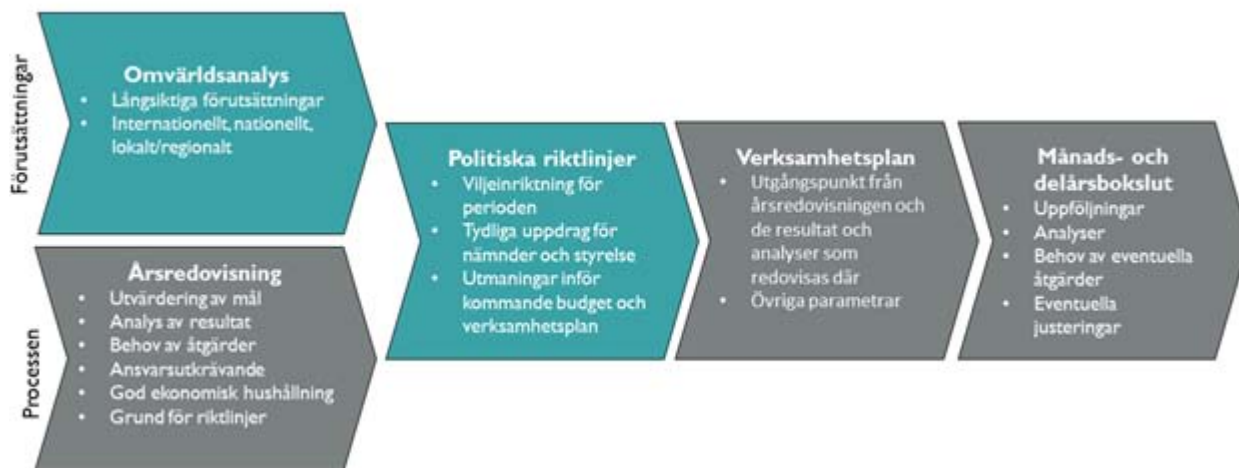 Förutsättningar
Omvärldsanalys
• Långsiktiga förutsättningar
• Internationellt, nationellt,
lokalt/regionalt
Processen
Årsredovisning
• Utvärdering av mål
• Analys av resultat
• Behov av åtgärder
• Ansvarsutkrävande
• God ekonomisk hushållning
• Grund för riktlinjer
Politiska riktlinjer
• Viljeinriktning för
perioden
• Tydliga uppdrag för
nämnder och styrelse
• Utmaningar inför
kommande budget och
verksamhetsplan
Verksamhetsplan
• Utgångspunkt från
årsredovisningen och
de resultat och
analyser som
redovisas där
• Övriga parametrar
Månads- och
delårsbokslut
• Uppföljningar
• Analyser
• Behov av eventuella
åtgärder
• Eventuella
justeringar